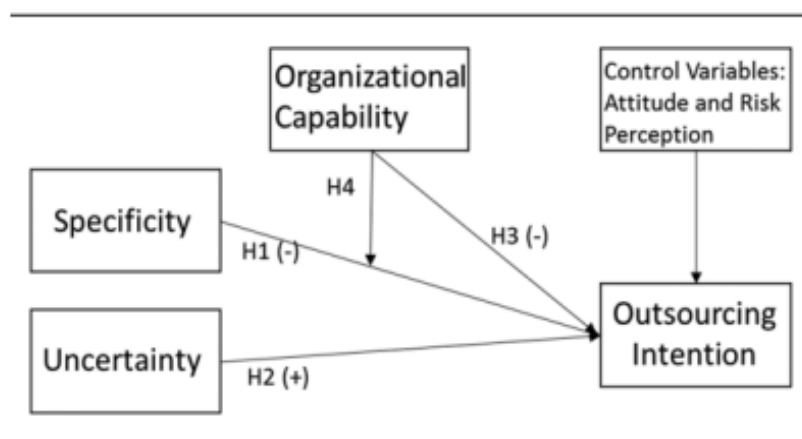 Organizational
Capability
Control Variables:
Attitude and Risk
Perception
H4
Specificity
H1 (-)
H3 (-)
Uncertainty
H2 (+)
Outsourcing
Intention